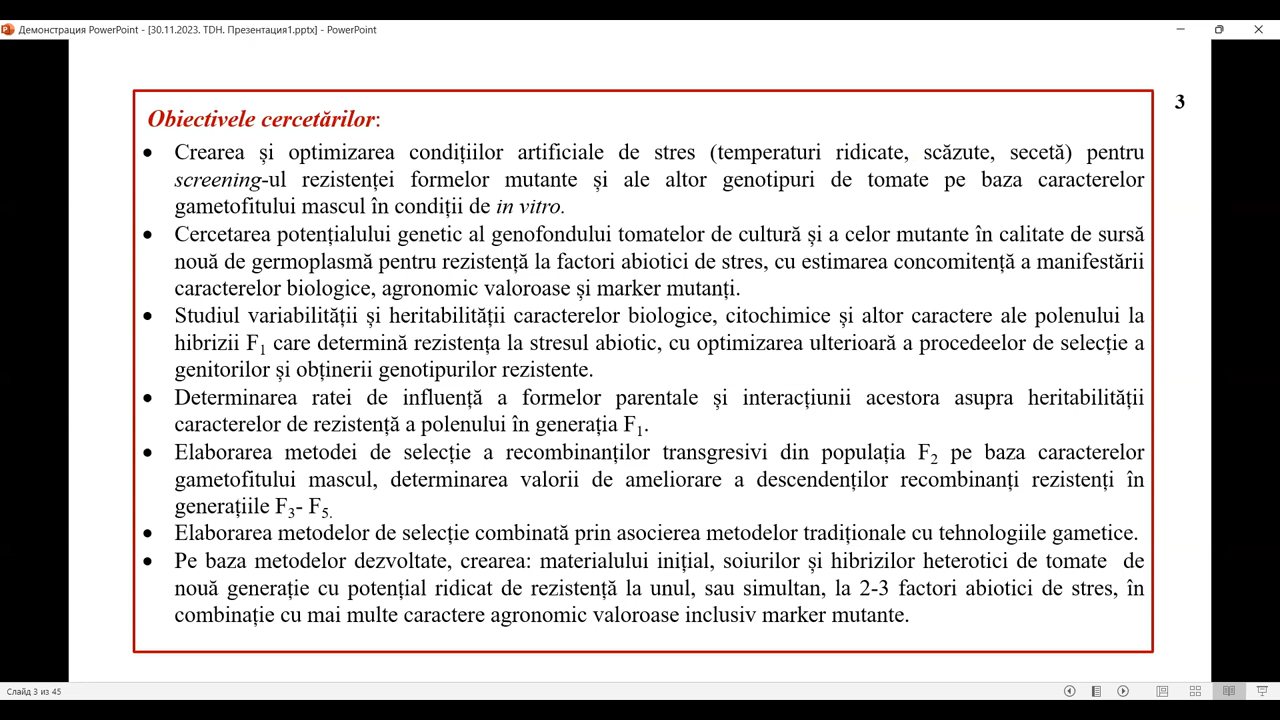 Демонстрация PowerPoint - [30.11.2023. TDH. Презентация1.pptx] - PowerPoint
3
Obiectivele cercetărilor:
• Crearea și optimizarea condițiilor artificiale de stres (temperaturi ridicate, scăzute, secetă) pentru
screening-ul rezistenței formelor mutante și ale altor genotipuri de tomate pe baza caracterelor
gametofitului mascul în condiții de in vitro.
• Cercetarea potențialului genetic al genofondului tomatelor de cultură și a celor mutante în calitate de sursă
nouă de germoplasmă pentru rezistență la factori abiotici de stres, cu estimarea concomitență a manifestării
caracterelor biologice, agronomic valoroase și marker mutanți.
• Studiul variabilității și heritabilității caracterelor biologice, citochimice și altor caractere ale polenului la
hibrizii F1 care determină rezistența la stresul abiotic, cu optimizarea ulterioară a procedeelor de selecție a
genitorilor și obținerii genotipurilor rezistente.
• Determinarea ratei de influență a formelor parentale și interacțiunii acestora asupra heritabilității
caracterelor de rezistență a polenului în generația F1.
• Elaborarea metodei de selecție a recombinanților transgresivi din populația F2 pe baza caracterelor
gametofitului mascul, determinarea valorii de ameliorare a descendenților recombinanți rezistenți în
generațiile F3- F5.
• Elaborarea metodelor de selecție combinată prin asocierea metodelor tradiționale cu tehnologiile gametice.
• Pe baza metodelor dezvoltate, crearea: materialului inițial, soiurilor și hibrizilor heterotici de tomate de
nouă generație cu potențial ridicat de rezistență la unul, sau simultan, la 2-3 factori abiotici de stres, în
combinație cu mai multe caractere agronomic valoroase inclusiv marker mutante.
Слайд 3 из 45